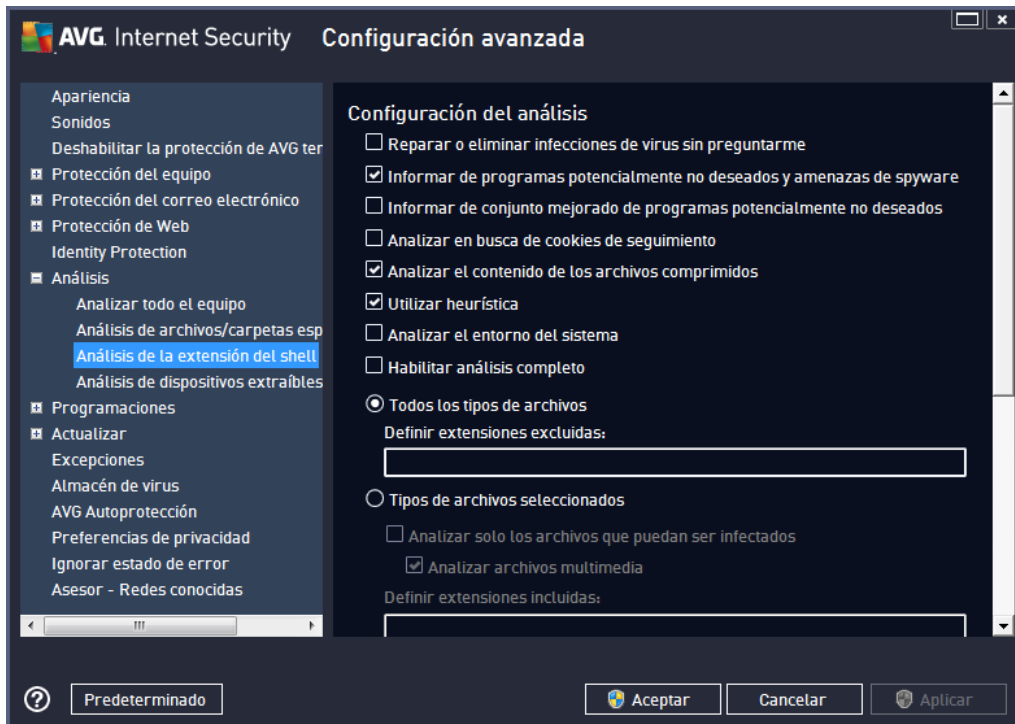 AVG. Internet Security Configuración avanzada
Apariencia
Sonidos
Deshabilitar la protección de AVG ter
Protección del equipo
Protección del correo electrónico
Protección de Web
Identity Protection
Análisis
Analizar todo el equipo
Análisis de archivos/carpetas esp
Análisis de la extensión del shell
Análisis de dispositivos extraíbles
Programaciones
Actualizar
Excepciones
Almacén de virus
AVG Autoprotección
Preferencias de privacidad
Ignorar estado de error
Asesor - Redes conocidas
Configuración del análisis
Reparar o eliminar infecciones de virus sin preguntarme
Informar de programas potencialmente no deseados y amenazas de spyware
Informar de conjunto mejorado de programas potencialmente no deseados
Analizar en busca de cookies de seguimiento
Analizar el contenido de los archivos comprimidos
Utilizar heurística
Analizar el entorno del sistema
Habilitar análisis completo
Todos los tipos de archivos
Definir extensiones excluidas:
Tipos de archivos seleccionados
Analizar solo los archivos que puedan ser infectados
Analizar archivos multimedia
Definir extensiones incluidas:
Predeterminado
Aceptar
Cancelar
Aplicar